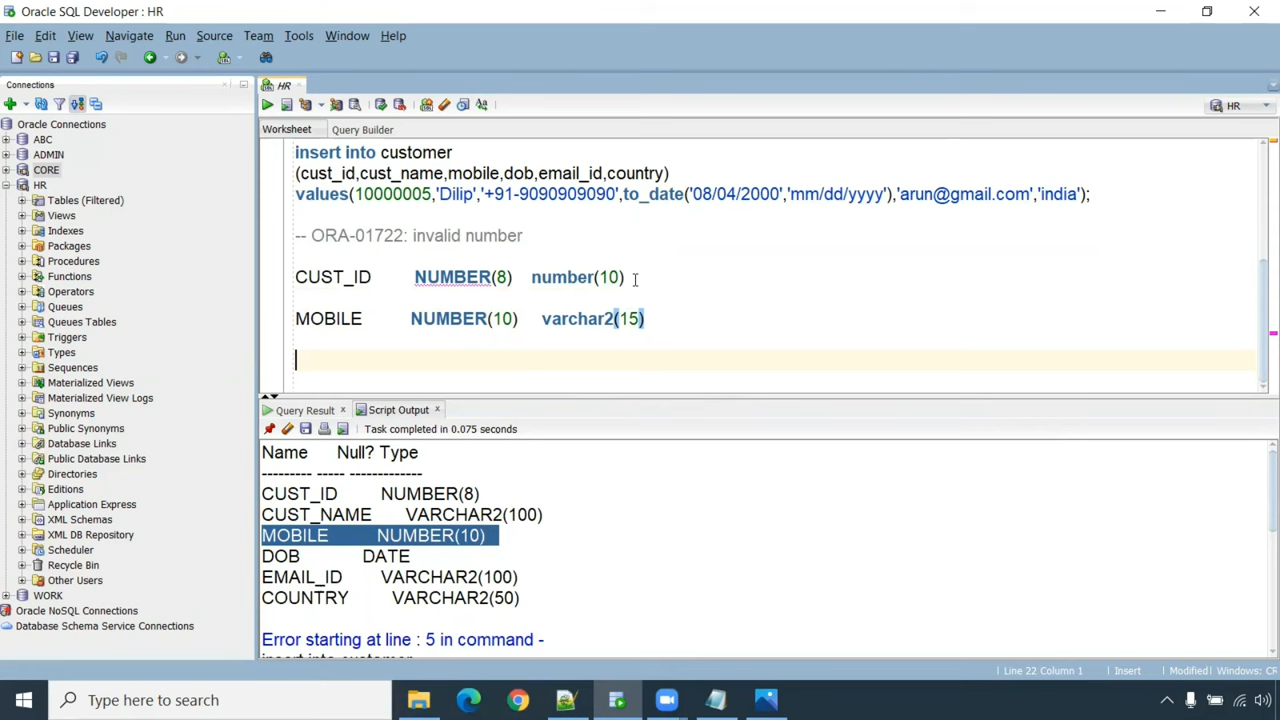 Oracle SQL Developer : HR
File Edit View Navigate Run Source Team Tools Window Help
Connections
Oracle Connections
ABC
ADMIN
CORE
HR
Tables (Filtered)
Views
Indexes
Packages
Procedures
Functions
Operators
Queues
Queues Tables
Triggers
Types
Sequences
Materialized Views
Materialized View Logs
Synonyms
Public Synonyms
Database Links
Public Database Links
Directories
Editions
Application Express
XML Schemas
XML DB Repository
Scheduler
Recycle Bin
Other Users
WORK
Oracle NoSQL Connections
Database Schema Service Connections
HR
HR
Worksheet Query Builder
insert into customer
(cust_id,cust_name,mobile,dob,email_id,country)
values(10000005,'Dilip','+91-9090909090',to_date('08/04/2000','mm/dd/yyyy'),'arun@gmail.com','india');
-- ORA-01722: invalid number
CUST_ID NUMBER(8) number(10)
MOBILE NUMBER(10) varchar2(15)
Query Result Script Output
Task completed in 0.075 seconds
Name Null? Type
--------- ----- -------------
CUST_ID NUMBER(8)
CUST_NAME VARCHAR2(100)
MOBILE NUMBER(10)
DOB DATE
EMAIL_ID VARCHAR2(100)
COUNTRY VARCHAR2(50)
Error starting at line : 5 in command -
insert into customer
Line 22 Column 1 Insert Modified Windows: CR
Type here to search